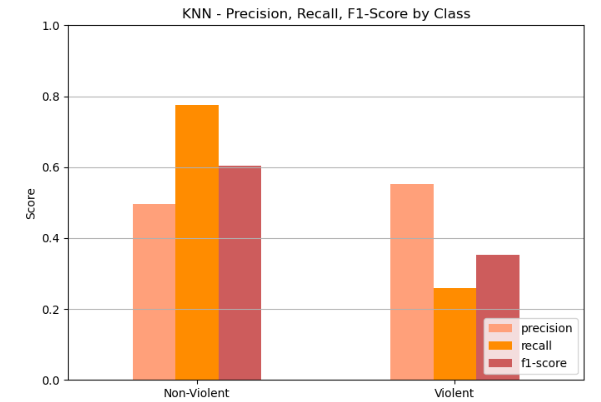 KNN - Precision, Recall, F1-Score by Class
1.0
0.8
0.6
0.4
0.2
0.0
Score
Non-Violent
Violent
precision
recall
f1-score